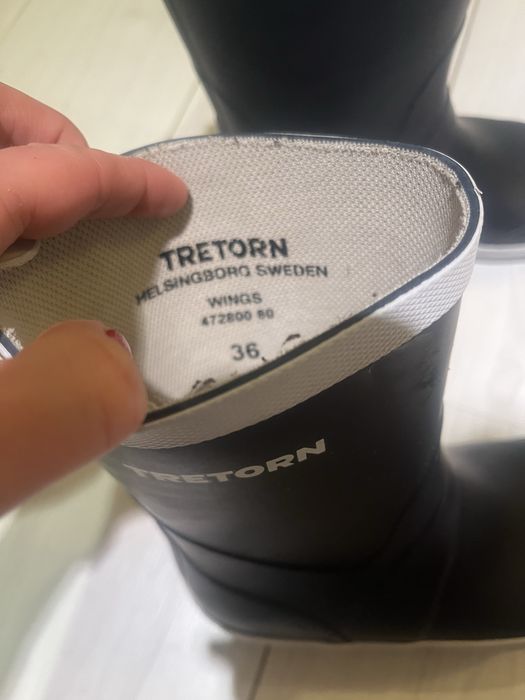 TRETORN
HELSINGBORG SWEDEN
WINGS
472800 80
36
TRETORN